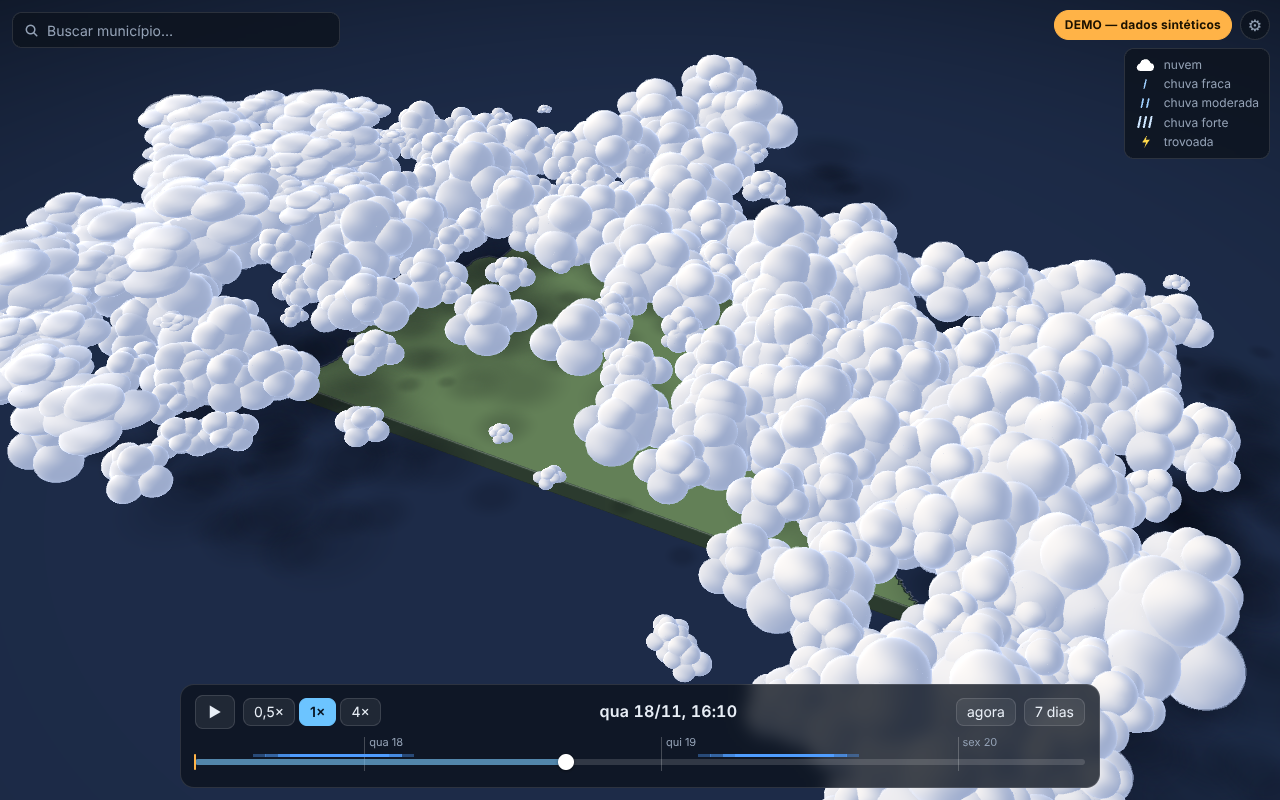 Buscar município...
DEMO — dados sintéticos
nuvem
chuva fraca
chuva moderada
chuva forte
trovoada
0,5×
1×
4×
qua 18/11, 16:10
agora
7 dias
qua 18
qui 19
sex 20